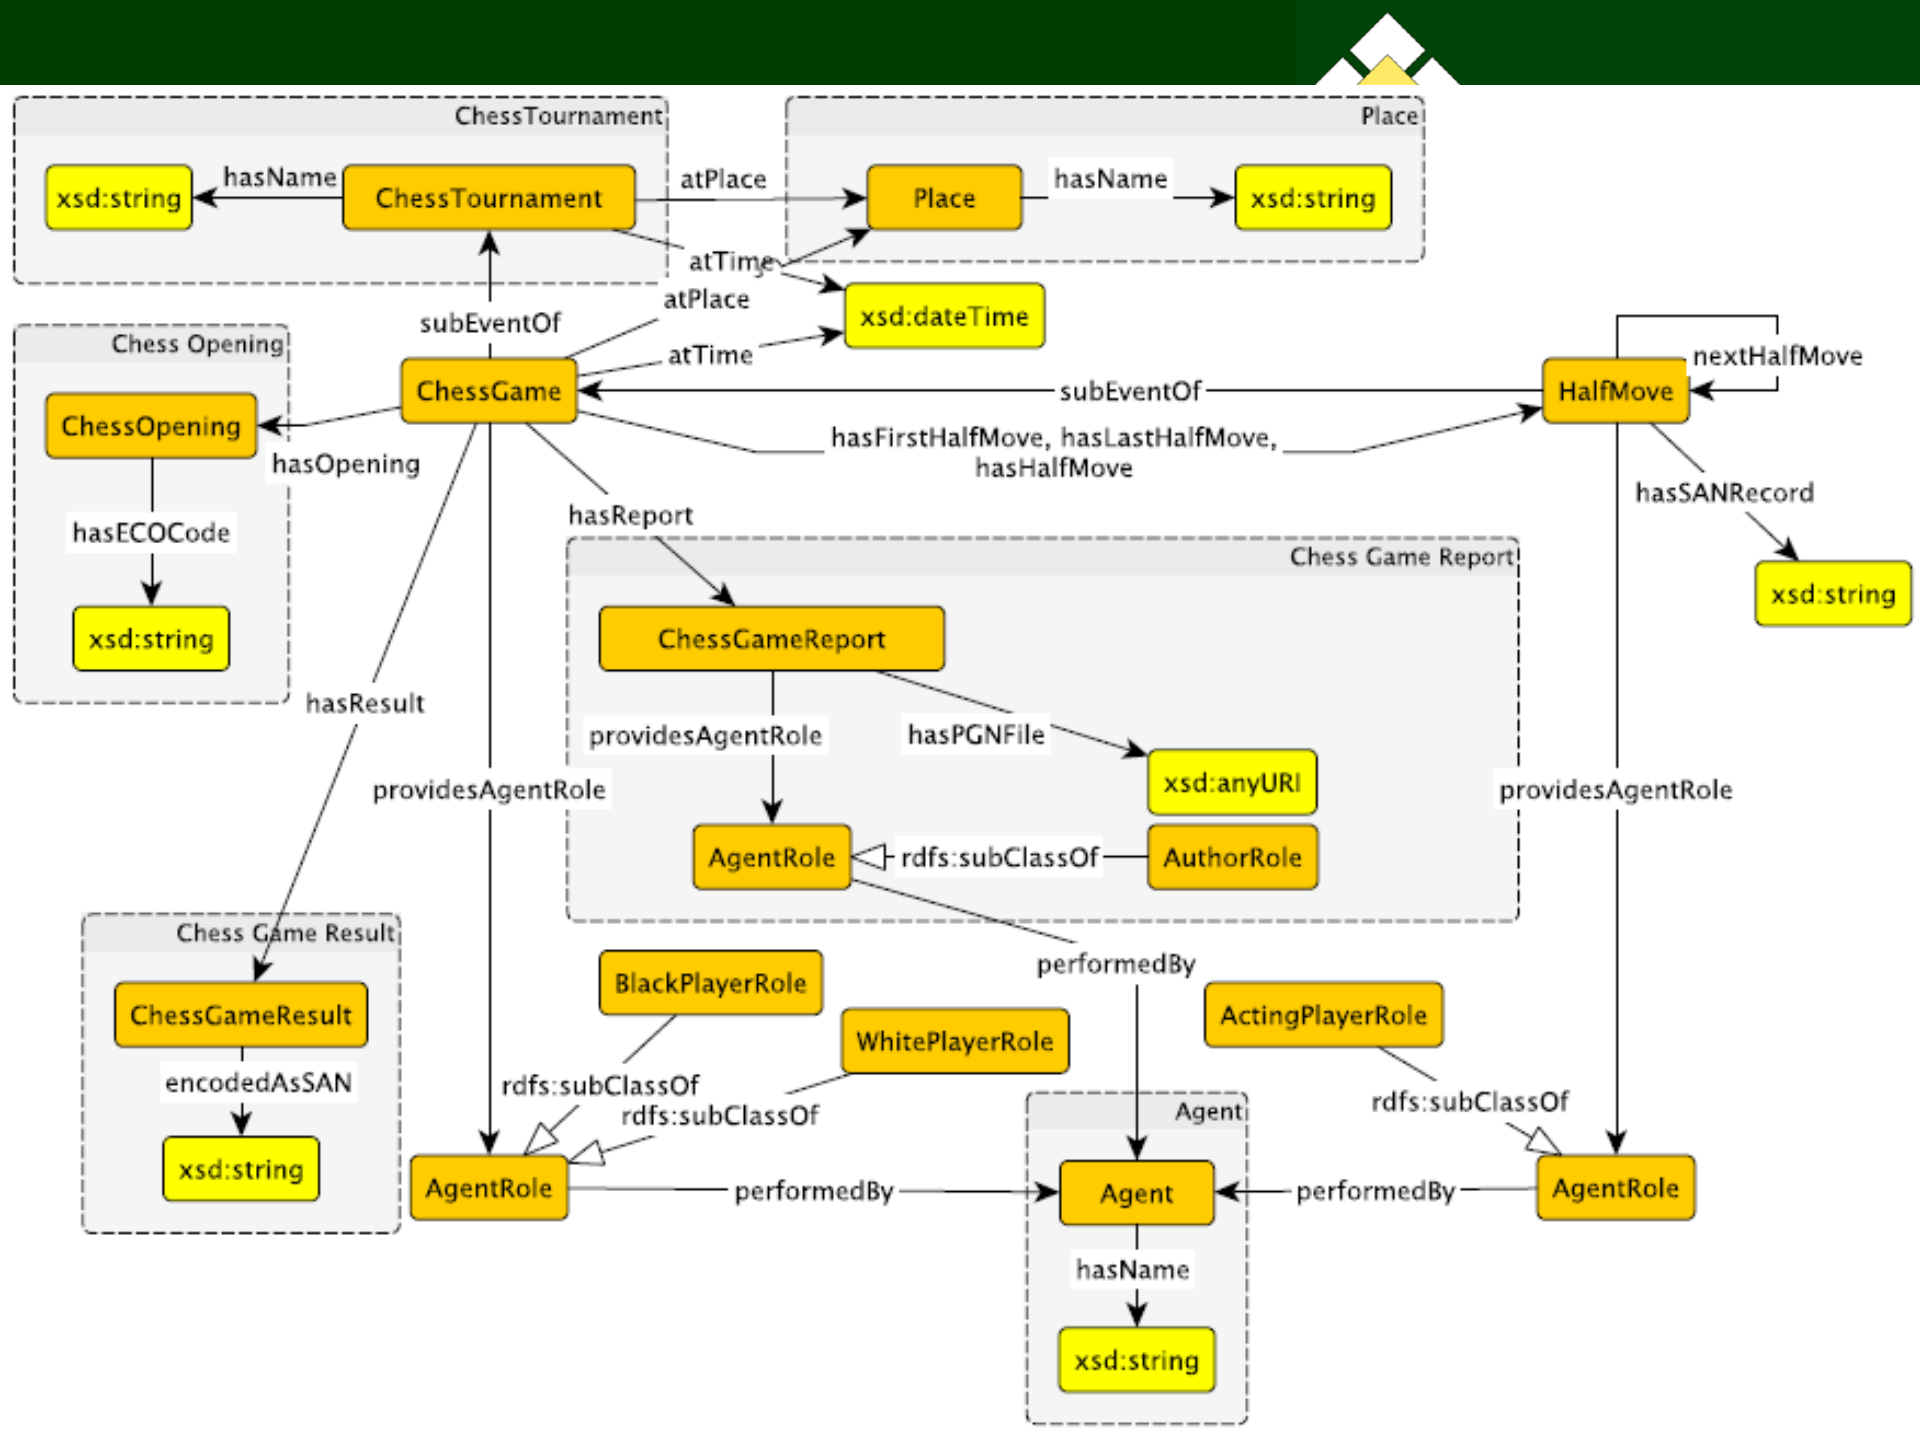 ChessTournament
Place
xsd:string
hasName
ChessTournament
atPlace
Place
hasName
xsd:string
atTime
atPlace
xsd:dateTime
subEventOf
atTime
Chess Opening
ChessGame
subEventOf
HalfMove
nextHalfMove
ChessOpening
hasOpening
hasFirstHalfMove, hasLastHalfMove,
hasHalfMove
hasSANRecord
hasECOCode
hasReport
Chess Game Report
xsd:string
xsd:string
ChessGameReport
hasResult
providesAgentRole
hasPGNFile
xsd:anyURI
providesAgentRole
providesAgentRole
AgentRole
rdfs:subClassOf
AuthorRole
Chess Game Result
performedBy
BlackPlayerRole
ChessGameResult
WhitePlayerRole
ActingPlayerRole
encodedAsSAN
rdfs:subClassOf
rdfs:subClassOf
Agent
rdfs:subClassOf
xsd:string
AgentRole
performedBy
Agent
performedBy
AgentRole
hasName
xsd:string